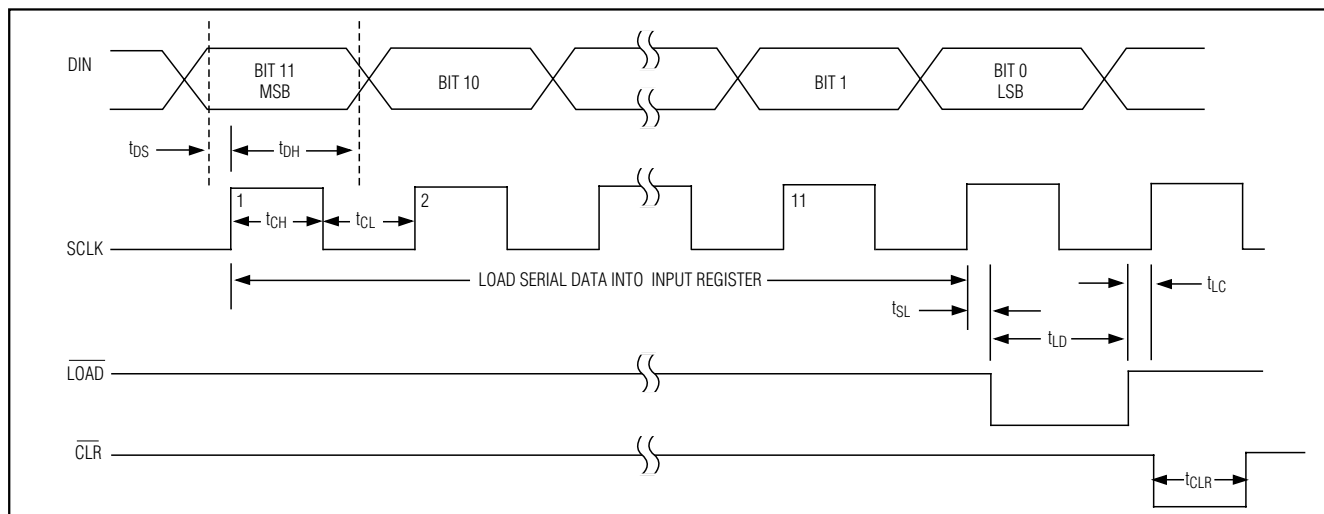 DIN
BIT 11
MSB
BIT 10
BIT 1
BIT 0
LSB
tDS
tDH
1
2
11
tCH
tCL
SCLK
LOAD SERIAL DATA INTO INPUT REGISTER
tLC
tSL
tLD
LOAD
CLR
tCLR